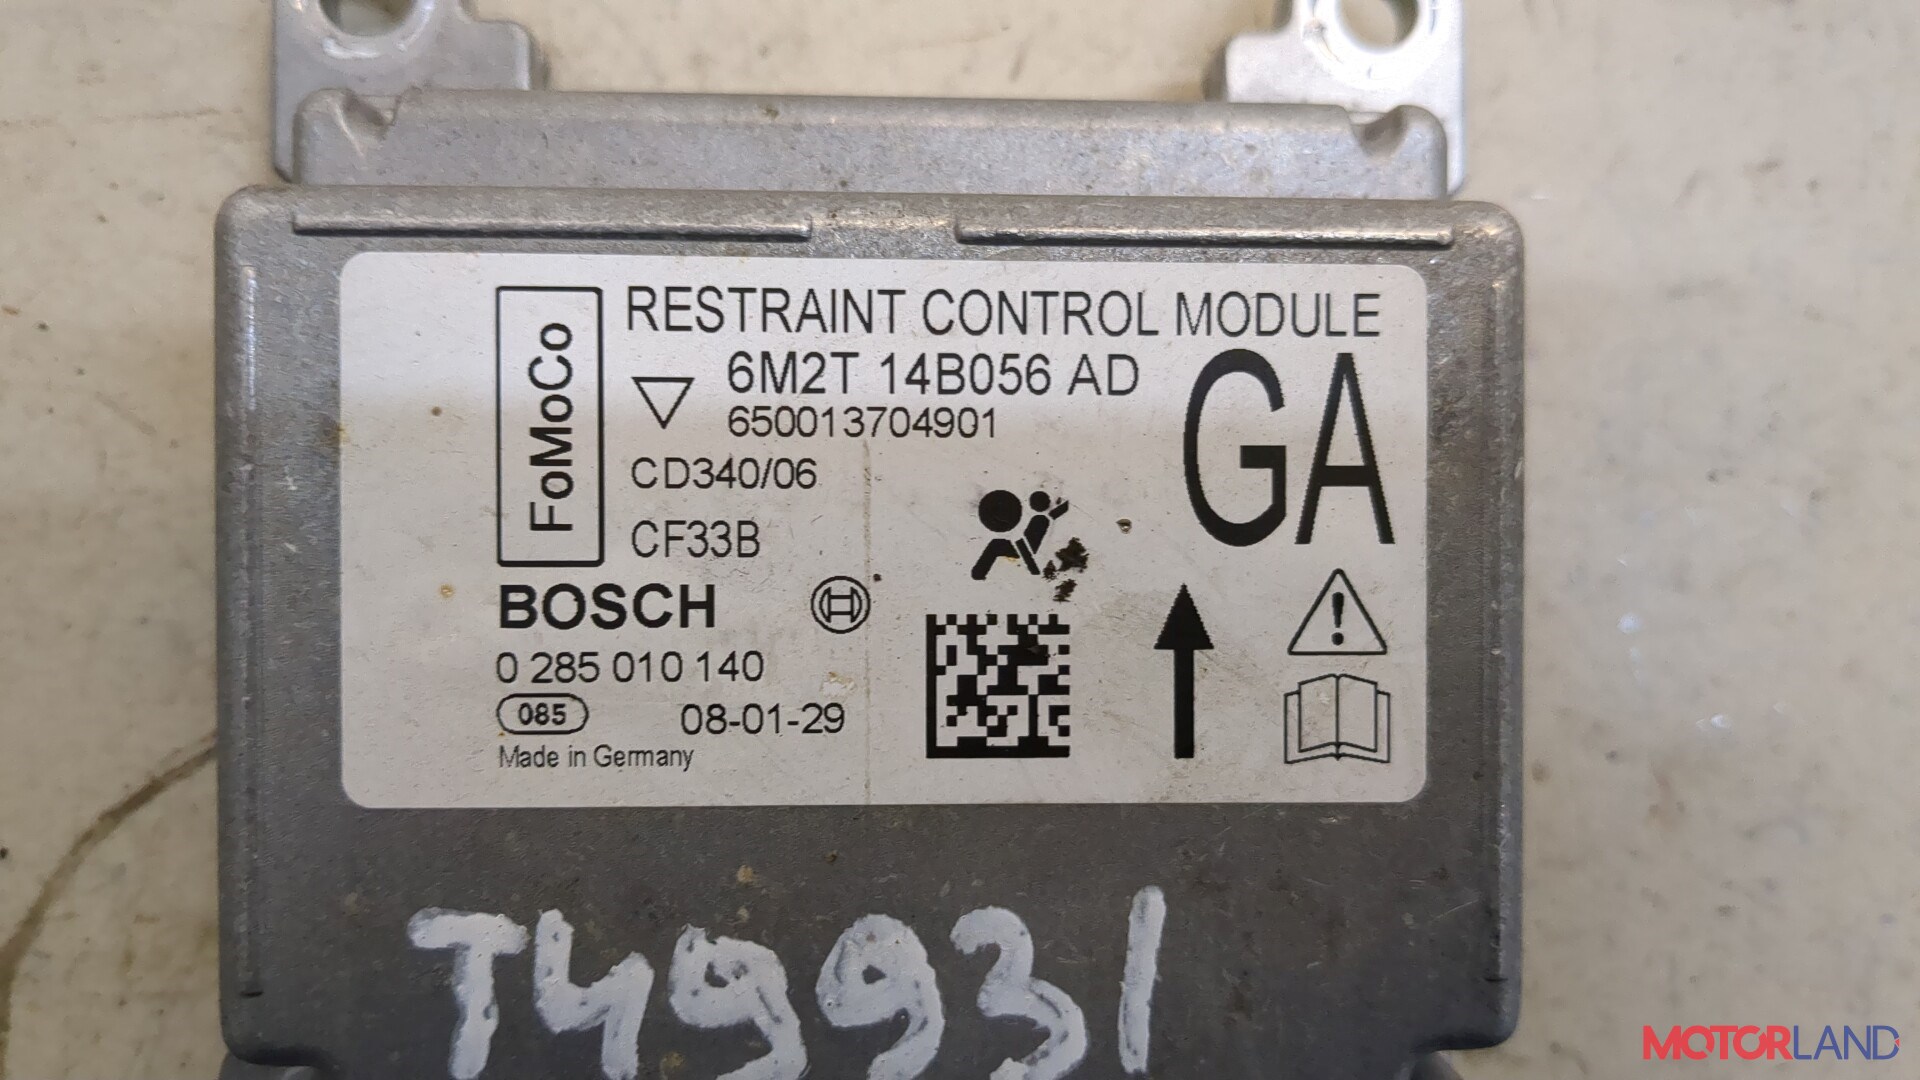 FoMoCo
RESTRAINT CONTROL MODULE
6M2T 14B056 AD
GA
650013704901
CD340/06
CF33B
BOSCH
0 285 010 140
085 08-01-29
Made in Germany
T49931
MOTORLAND